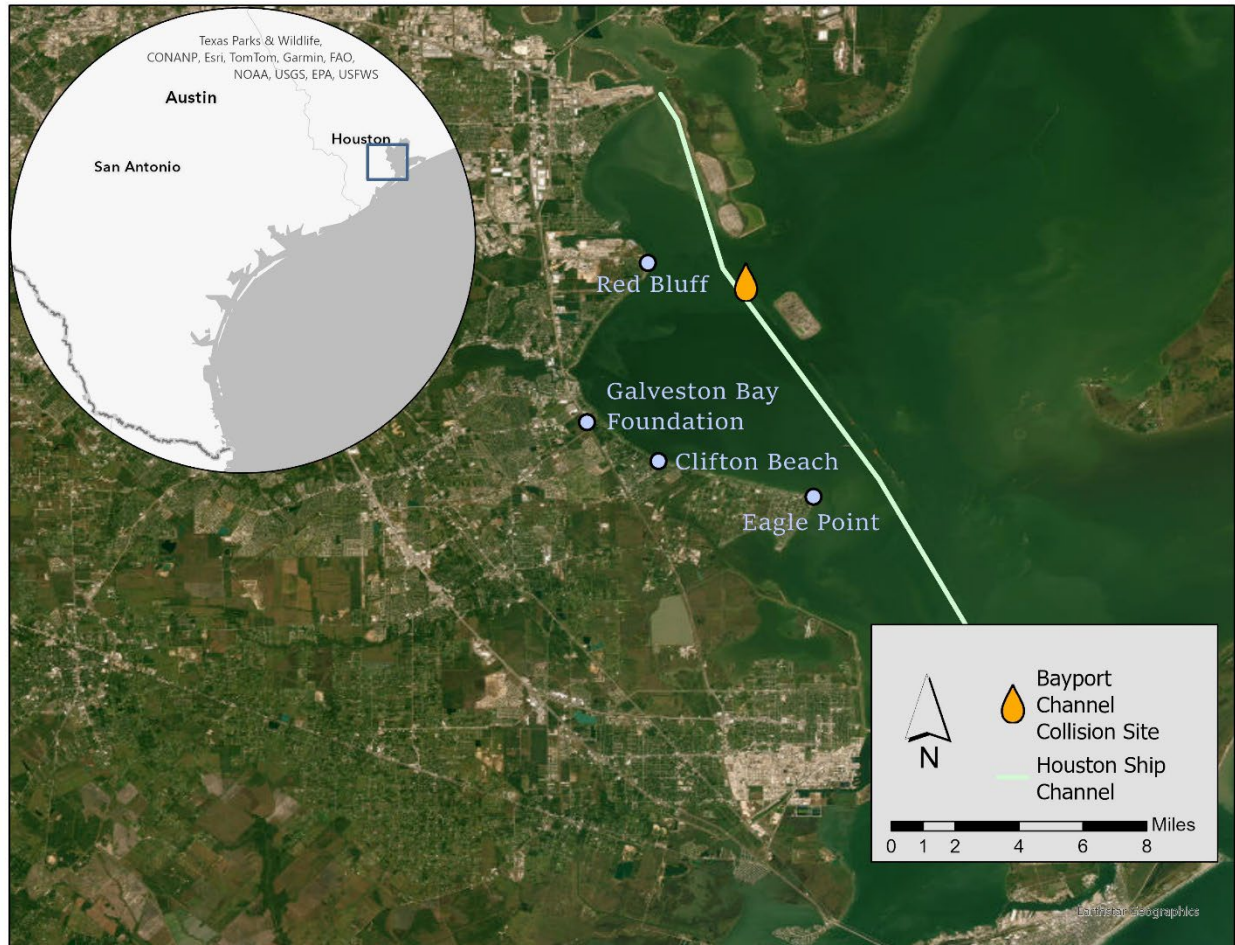 Texas Parks & Wildlife,
CONANP, Esri, TomTom, Garmin, FAO,
NOAA, USGS, EPA, USFWS
Austin
Houston
San Antonio
Red Bluff
Galveston Bay
Foundation
Clifton Beach
Eagle Point
N
Bayport
Channel
Collision Site
Houston Ship
Channel
Miles
0 1 2 4 6 8
Earthstar Geographics